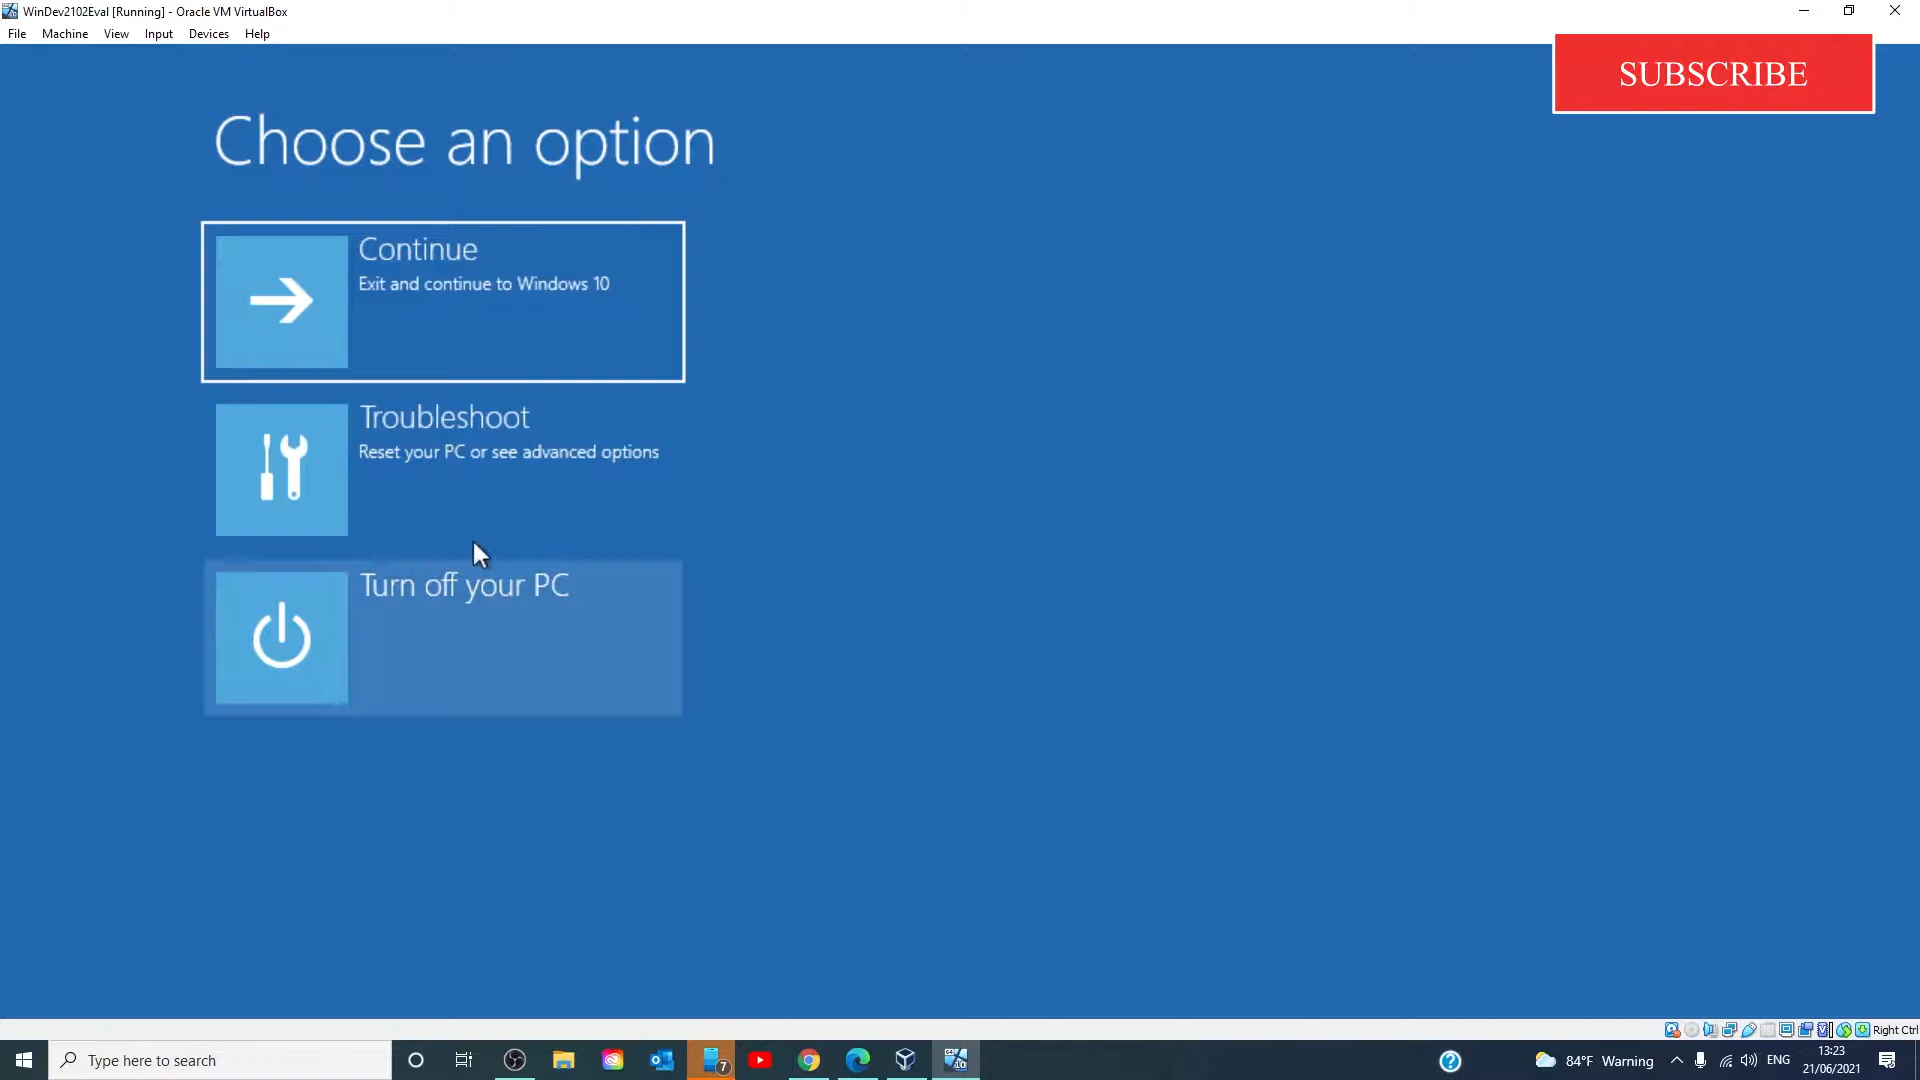 WinDev2102Eval [Running] - Oracle VM VirtualBox
File Machine View Input Devices Help
SUBSCRIBE
Choose an option
Continue
Exit and continue to Windows 10
Troubleshoot
Reset your PC or see advanced options
Turn off your PC
Right Ctrl
Type here to search
7
10
84°F Warning
ENG
13:23
21/06/2021